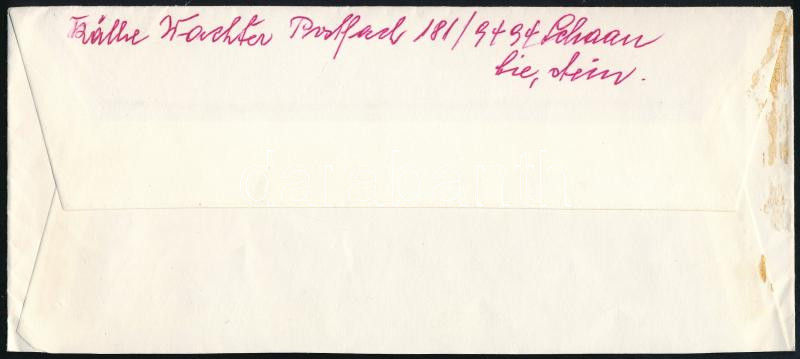 Käthe Wachter Postfach 181/9494 Schaan
Lie, stein.